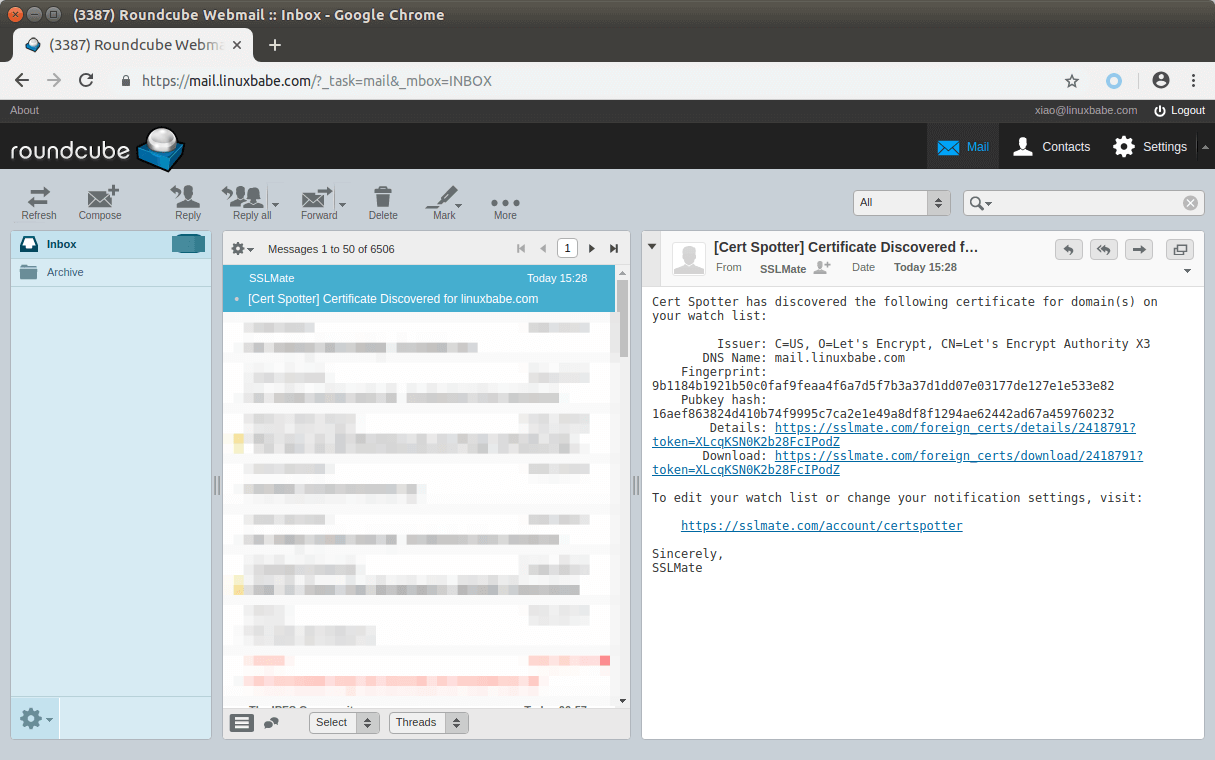 (3387) Roundcube Webmail :: Inbox - Google Chrome
(3387) Roundcube Webma
https://mail.linuxbabe.com/?_task=mail&_mbox=INBOX
About
xiao@linuxbabe.com
Logout
roundcube
Mail
Contacts
Settings
Refresh
Compose
Reply
Reply all
Forward
Delete
Mark
More
All
Inbox
Archive
Messages 1 to 50 of 6506
1
SSLMate Today 15:28
[Cert Spotter] Certificate Discovered for linuxbabe.com
Select
Threads
[Cert Spotter] Certificate Discovered f…
From SSLMate Date Today 15:28
Cert Spotter has discovered the following certificate for domain(s) on
your watch list:
Issuer: C=US, O=Let's Encrypt, CN=Let's Encrypt Authority X3
DNS Name: mail.linuxbabe.com
Fingerprint:
9b1184b1921b50c0faf9feaa4f6a7d5f7b3a37d1dd07e03177de127e1e533e82
Pubkey hash:
16aef863824d410b74f9995c7ca2e1e49a8df8f1294ae62442ad67a459760232
Details: https://sslmate.com/foreign_certs/details/2418791?
token=XLcqKSN0K2b28FcIPodZ
Download: https://sslmate.com/foreign_certs/download/2418791?
token=XLcqKSN0K2b28FcIPodZ
To edit your watch list or change your notification settings, visit:
https://sslmate.com/account/certspotter
Sincerely,
SSLMate